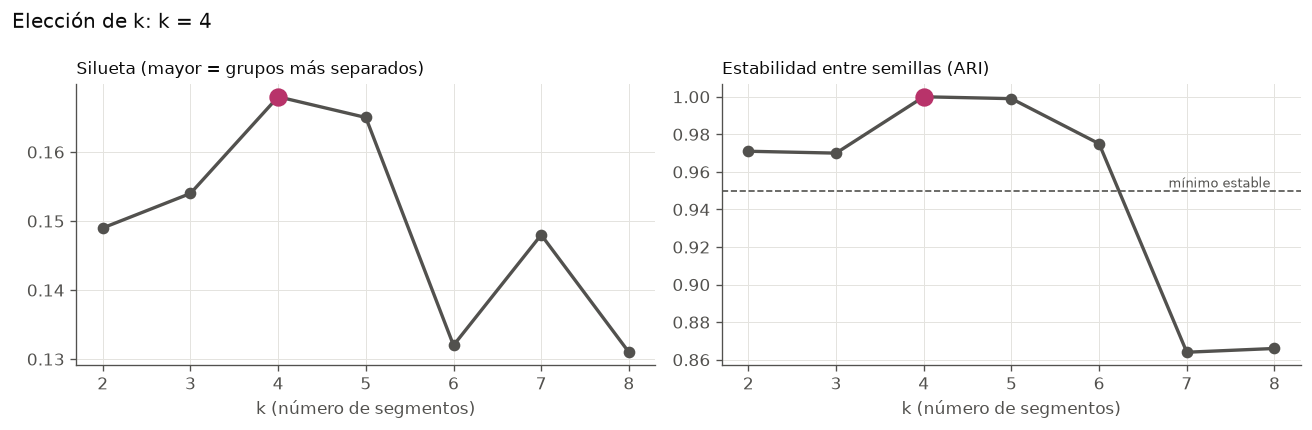 Elección de k: k = 4
Silueta (mayor = grupos más separados)
0.16
0.15
0.14
0.13
2 3 4 5 6 7 8
k (número de segmentos)
Estabilidad entre semillas (ARI)
1.00
0.98
0.96
mínimo estable
0.94
0.92
0.90
0.88
0.86
2 3 4 5 6 7 8
k (número de segmentos)